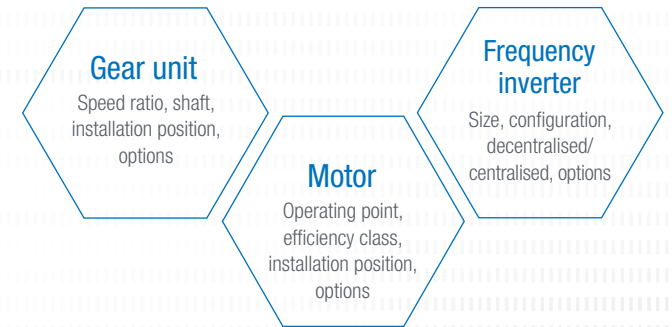 Gear unit
Speed ratio, shaft,
installation position,
options
Motor
Operating point,
efficiency class,
installation position,
options
Frequency
inverter
Size, configuration,
decentralised/
centralised, options